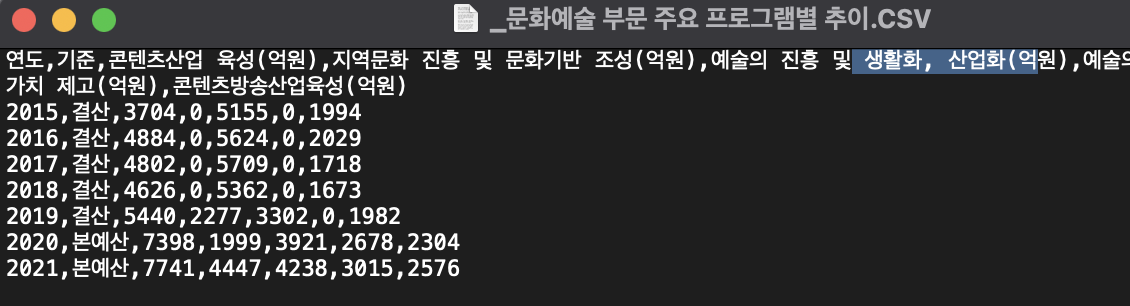 _문화예술 부문 주요 프로그램별 추이.CSV
연도,기준,콘텐츠산업 육성(억원),지역문화 진흥 및 문화기반 조성(억원),예술의 진흥 및 생활화, 산업화(억원),예술의
가치 제고(억원),콘텐츠방송산업육성(억원)
2015,결산,3704,0,5155,0,1994
2016,결산,4884,0,5624,0,2029
2017,결산,4802,0,5709,0,1718
2018,결산,4626,0,5362,0,1673
2019,결산,5440,2277,3302,0,1982
2020,본예산,7398,1999,3921,2678,2304
2021,본예산,7741,4447,4238,3015,2576